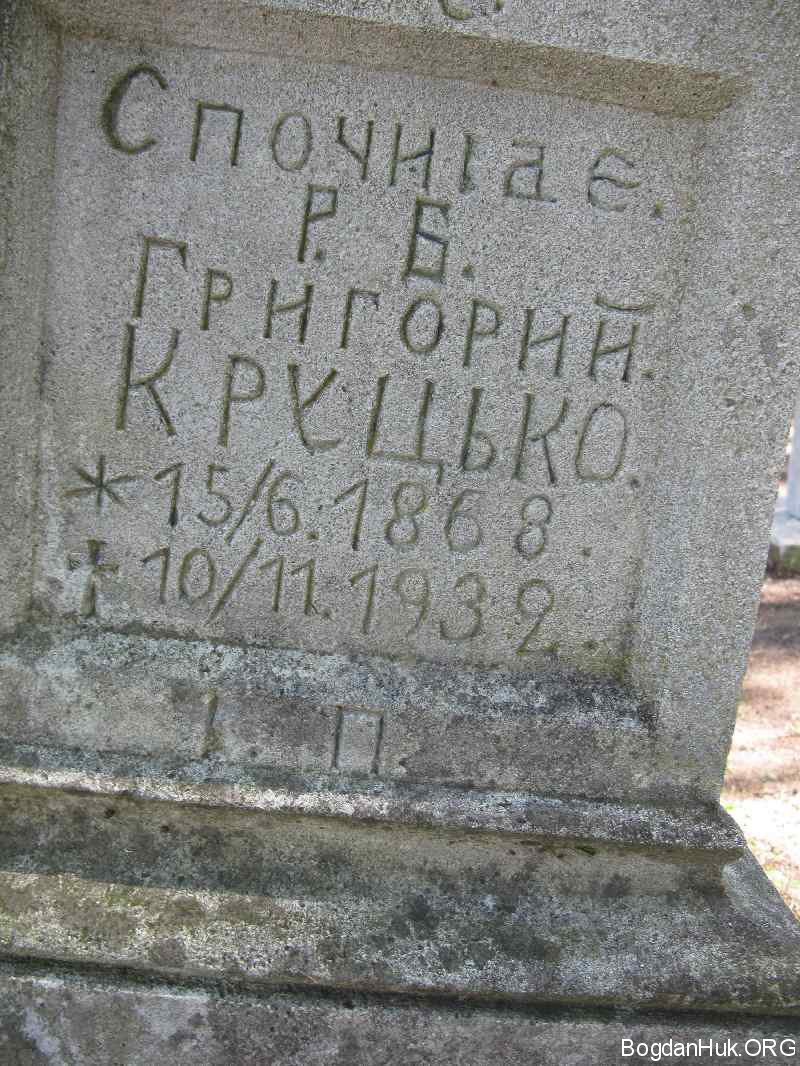 Спочиває.
Р. Б.
Григорий.
Круцько.
* 15/6. 1868.
† 10/11. 1932.
І П
BogdanHuk.ORG